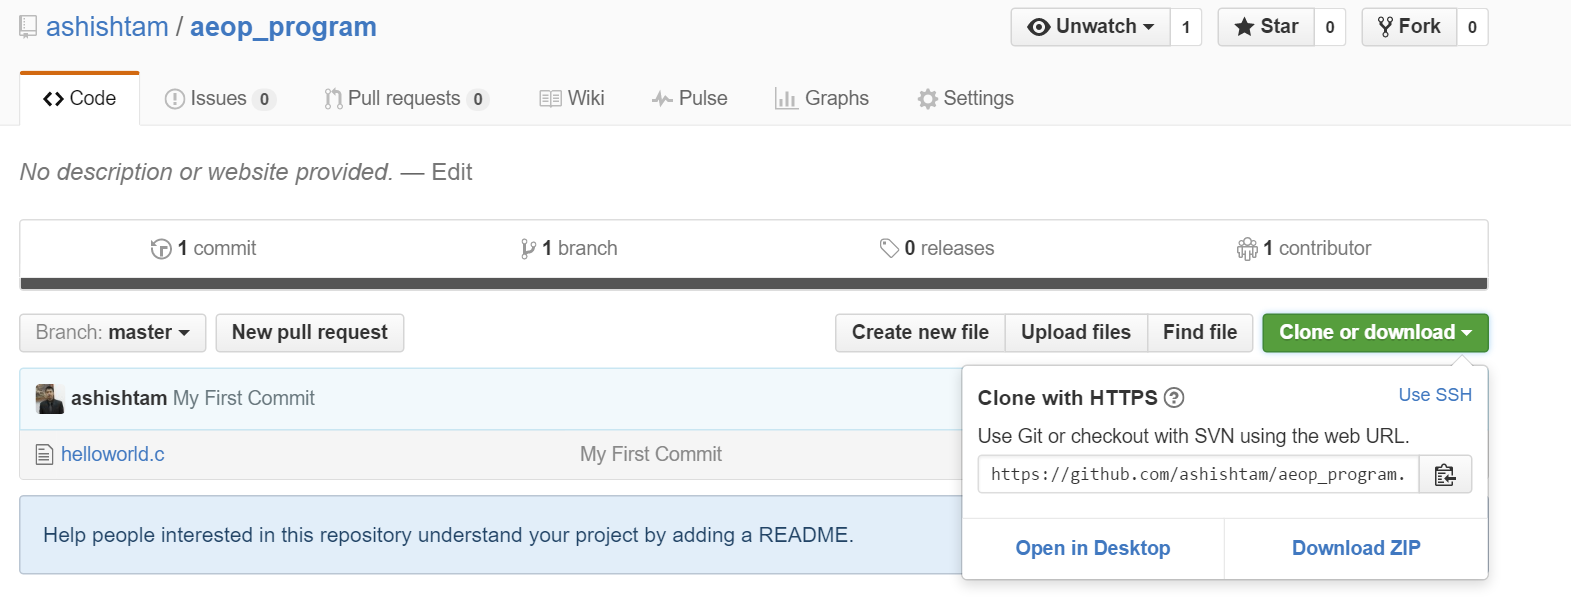 ashishtam / aeop_program
Unwatch 1 Star 0 Fork 0
Code Issues 0 Pull requests 0 Wiki Pulse Graphs Settings
No description or website provided. — Edit
1 commit 1 branch 0 releases 1 contributor
Branch: master New pull request Create new file Upload files Find file Clone or download
ashishtam My First Commit
helloworld.c My First Commit
Help people interested in this repository understand your project by adding a README.
Clone with HTTPS ? Use SSH
Use Git or checkout with SVN using the web URL.
https://github.com/ashishtam/aeop_program.
Open in Desktop Download ZIP